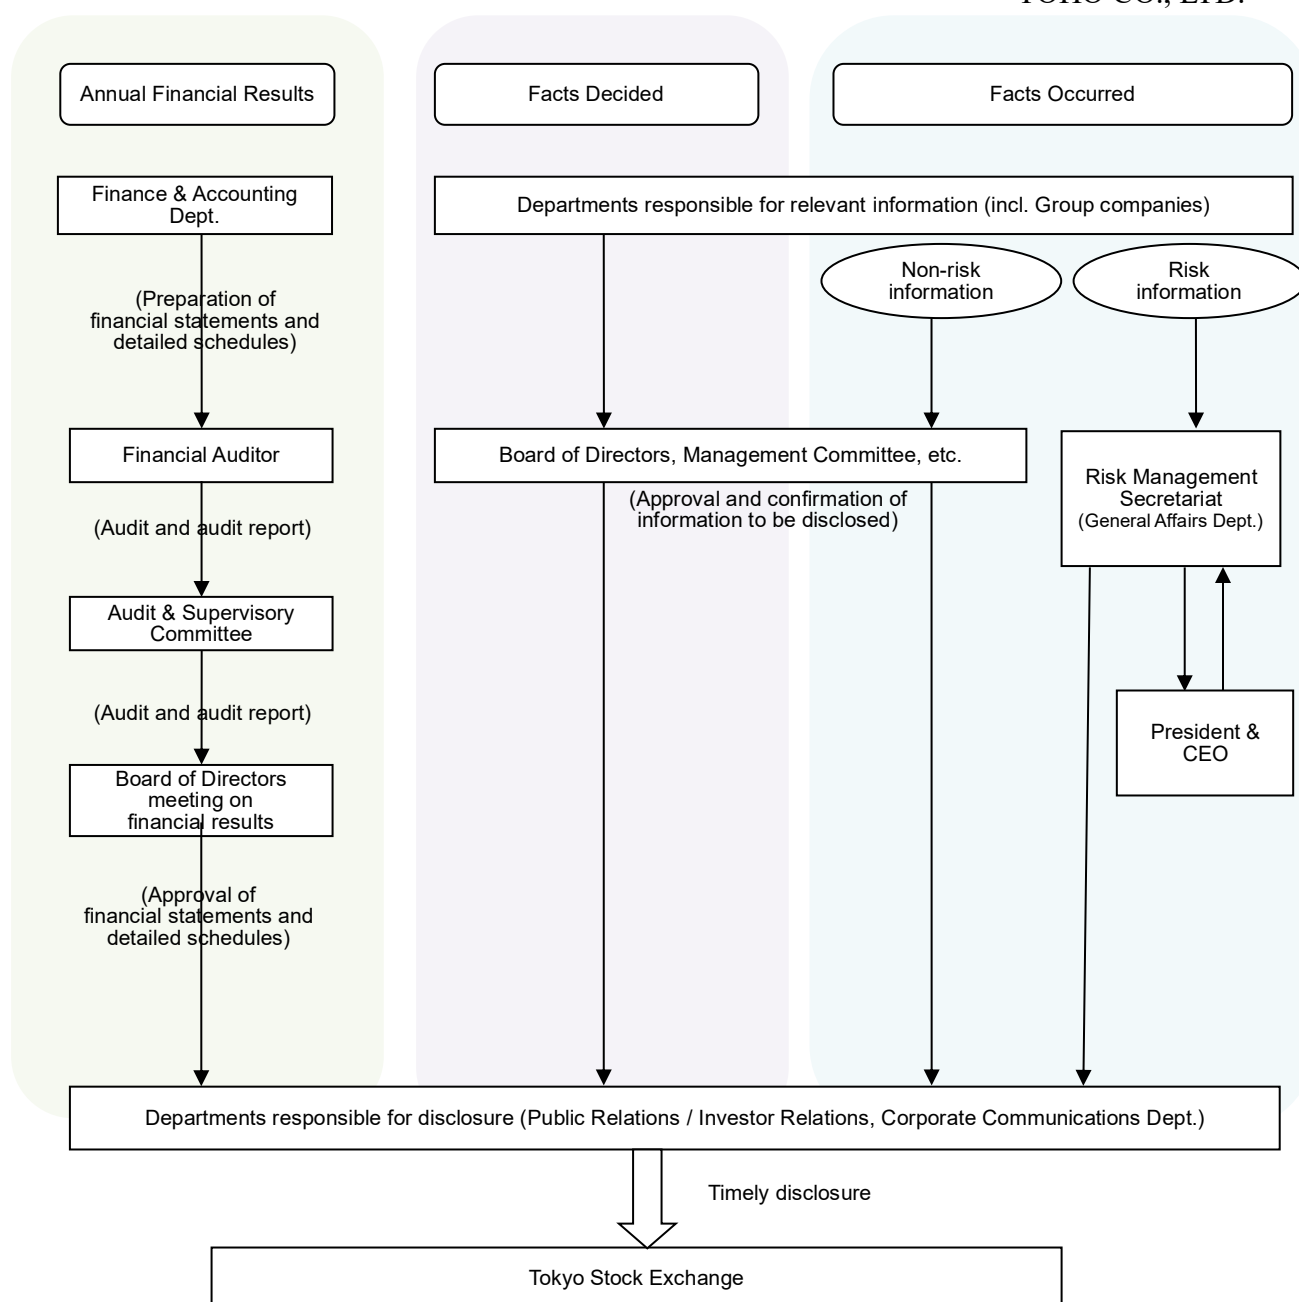 TOHO CO., LTD.
Annual Financial Results
Facts Decided
Facts Occurred
Finance & Accounting
Dept.
Departments responsible for relevant information (incl. Group companies)
Non-risk
information
Risk
information
(Preparation of
financial statements and
detailed schedules)
Financial Auditor
Board of Directors, Management Committee, etc.
Risk Management
Secretariat
(General Affairs Dept.)
(Approval and confirmation of
information to be disclosed)
(Audit and audit report)
Audit & Supervisory
Committee
(Audit and audit report)
President &
CEO
Board of Directors
meeting on
financial results
(Approval of
financial statements and
detailed schedules)
Departments responsible for disclosure (Public Relations / Investor Relations, Corporate Communications Dept.)
Timely disclosure
Tokyo Stock Exchange